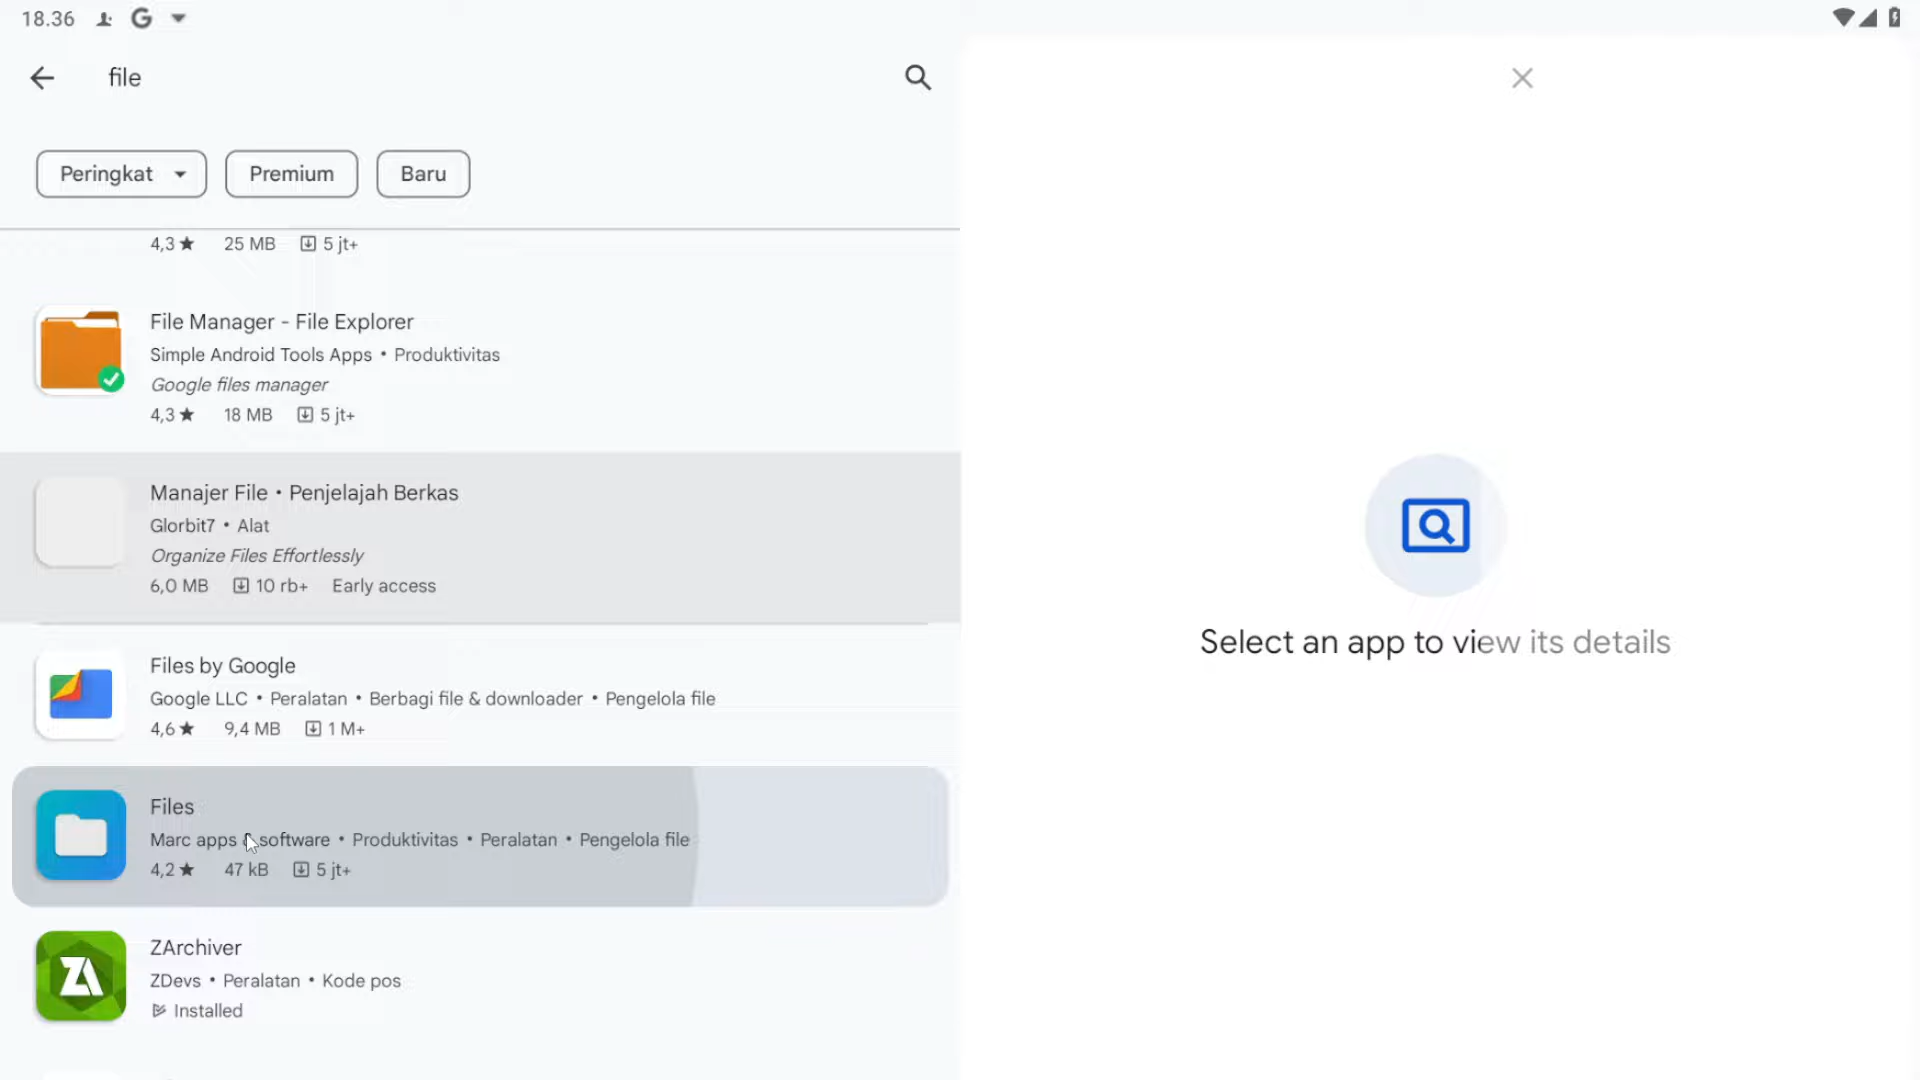 18.36
file
Peringkat
Premium
Baru
4,3★ 25 MB 5 jt+
File Manager - File Explorer
Simple Android Tools Apps • Produktivitas
Google files manager
4,3★ 18 MB 5 jt+
Manajer File • Penjelajah Berkas
Glorbit7 • Alat
Organize Files Effortlessly
6,0 MB 10 rb+ Early access
Files by Google
Google LLC • Peralatan • Berbagi file & downloader • Pengelola file
4,6★ 9,4 MB 1 M+
Files
Marc apps & software • Produktivitas • Peralatan • Pengelola file
4,2★ 47 kB 5 jt+
ZArchiver
ZDevs • Peralatan • Kode pos
Installed
Select an app to view its details